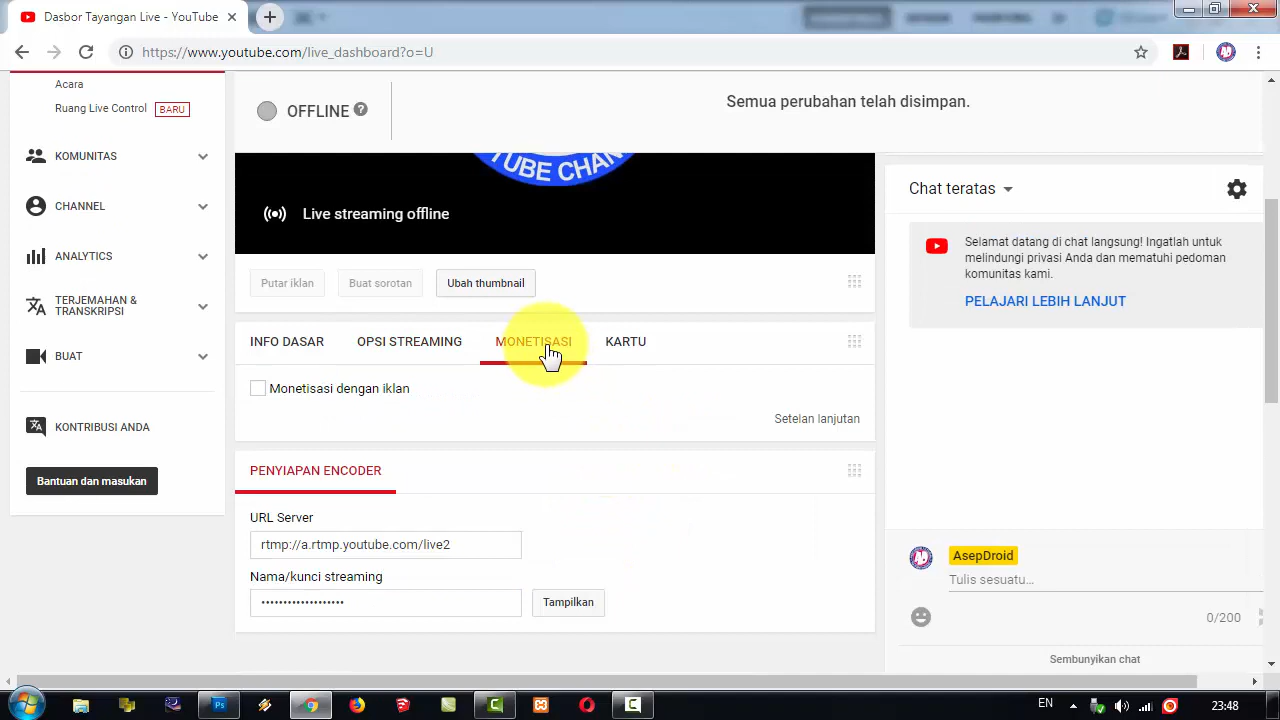 Dasbor Tayangan Live - YouTube
https://www.youtube.com/live_dashboard?o=U
Acara
Ruang Live Control BARU
KOMUNITAS
CHANNEL
ANALYTICS
TERJEMAHAN &
TRANSKRIPSI
BUAT
KONTRIBUSI ANDA
Bantuan dan masukan
OFFLINE ?
Semua perubahan telah disimpan.
TUBE CHAN
Live streaming offline
Putar iklan Buat sorotan Ubah thumbnail
INFO DASAR OPSI STREAMING MONETISASI KARTU
Monetisasi dengan iklan
Setelan lanjutan
PENYIAPAN ENCODER
URL Server
rtmp://a.rtmp.youtube.com/live2
Nama/kunci streaming
••••••••••••••••••• Tampilkan
Chat teratas
Selamat datang di chat langsung! Ingatlah untuk
melindungi privasi Anda dan mematuhi pedoman
komunitas kami.
PELAJARI LEBIH LANJUT
AsepDroid
Tulis sesuatu...
0/200
Sembunyikan chat
Ps
EN 23:48